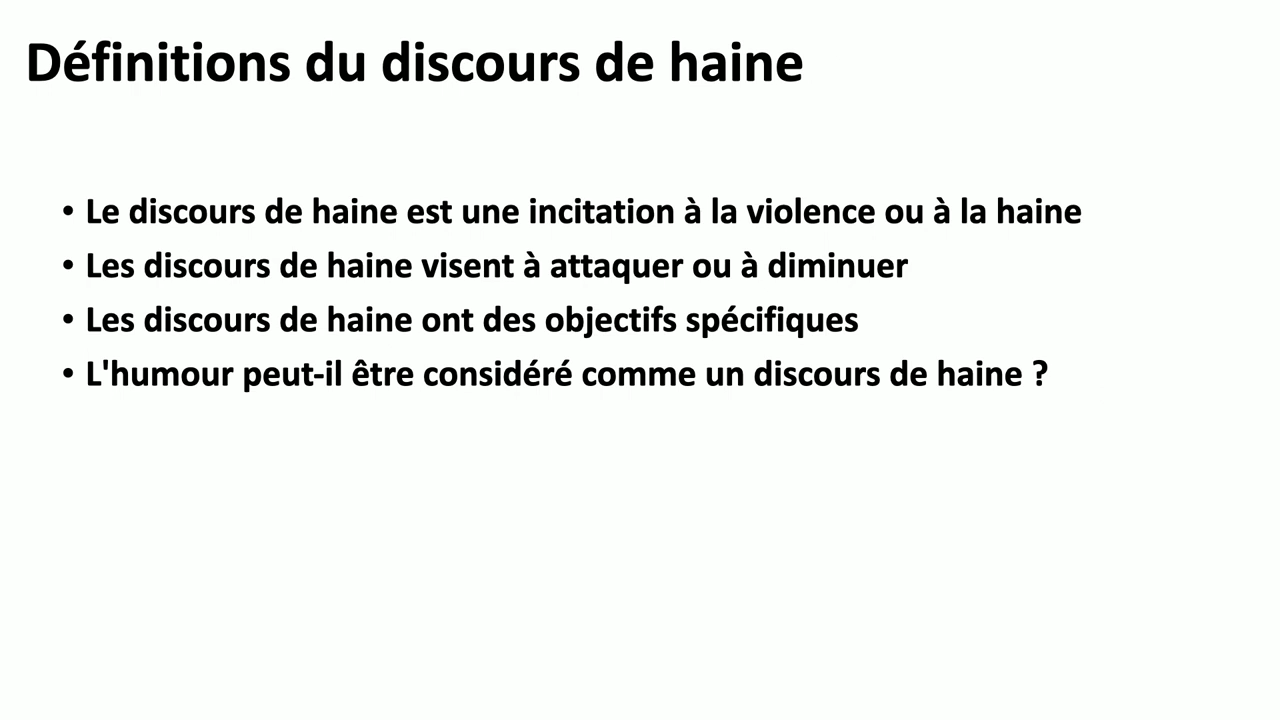 Définitions du discours de haine
• Le discours de haine est une incitation à la violence ou à la haine
• Les discours de haine visent à attaquer ou à diminuer
• Les discours de haine ont des objectifs spécifiques
• L'humour peut-il être considéré comme un discours de haine ?